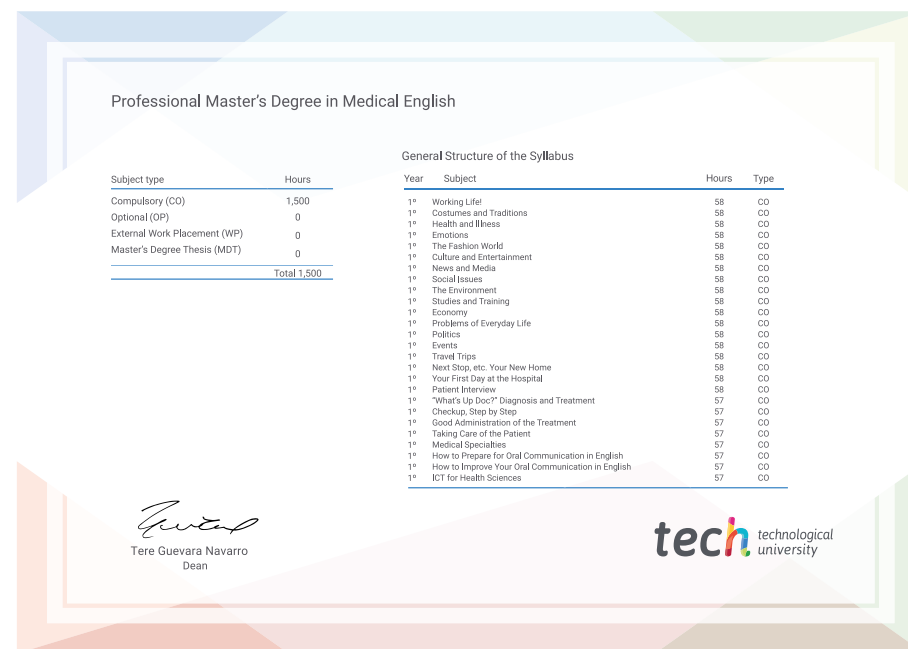 Professional Master's Degree in Medical English
Subject type Hours
Compulsory (CO) 1,500
Optional (OP) 0
External Work Placement (WP) 0
Master's Degree Thesis (MDT) 0
Total 1,500
General Structure of the Syllabus
Year Subject Hours Type
1º Working Life! 58 CO
1º Costumes and Traditions 58 CO
1º Health and Illness 58 CO
1º Emotions 58 CO
1º The Fashion World 58 CO
1º Culture and Entertainment 58 CO
1º News and Media 58 CO
1º Social Issues 58 CO
1º The Environment 58 CO
1º Studies and Training 58 CO
1º Economy 58 CO
1º Problems of Everyday Life 58 CO
1º Politics 58 CO
1º Events 58 CO
1º Travel Trips 58 CO
1º Next Stop, etc. Your New Home 58 CO
1º Your First Day at the Hospital 58 CO
1º Patient Interview 58 CO
1º "What's Up Doc?" Diagnosis and Treatment 57 CO
1º Checkup, Step by Step 57 CO
1º Good Administration of the Treatment 57 CO
1º Taking Care of the Patient 57 CO
1º Medical Specialties 57 CO
1º How to Prepare for Oral Communication in English 57 CO
1º How to Improve Your Oral Communication in English 57 CO
1º ICT for Health Sciences 57 CO
Tere Guevara Navarro
Dean
tech technological
university